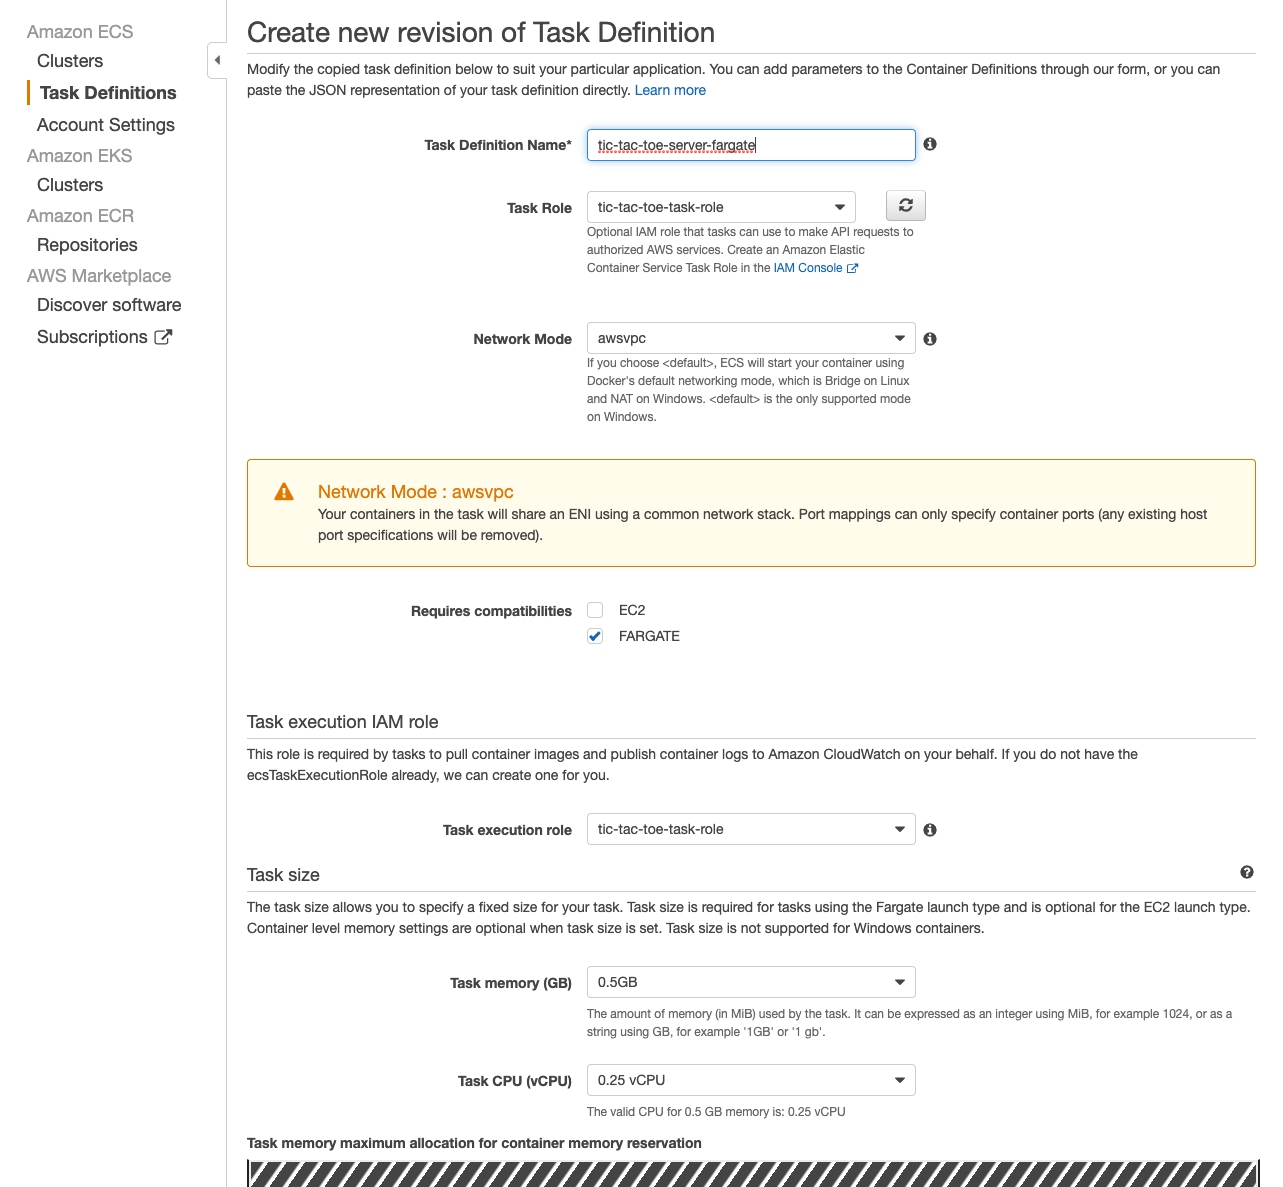 Amazon ECS
Clusters
Task Definitions
Account Settings
Amazon EKS
Clusters
Amazon ECR
Repositories
AWS Marketplace
Discover software
Subscriptions
Create new revision of Task Definition
Modify the copied task definition below to suit your particular application. You can add parameters to the Container Definitions through our form, or you can
paste the JSON representation of your task definition directly. Learn more
Task Definition Name* tic-tac-toe-server-fargate
Task Role tic-tac-toe-task-role
Optional IAM role that tasks can use to make API requests to
authorized AWS services. Create an Amazon Elastic
Container Service Task Role in the IAM Console
Network Mode awsvpc
If you choose <default>, ECS will start your container using
Docker's default networking mode, which is Bridge on Linux
and NAT on Windows. <default> is the only supported mode
on Windows.
Network Mode : awsvpc
Your containers in the task will share an ENI using a common network stack. Port mappings can only specify container ports (any existing host
port specifications will be removed).
Requires compatibilities EC2
FARGATE
Task execution IAM role
This role is required by tasks to pull container images and publish container logs to Amazon CloudWatch on your behalf. If you do not have the
ecsTaskExecutionRole already, we can create one for you.
Task execution role tic-tac-toe-task-role
Task size
The task size allows you to specify a fixed size for your task. Task size is required for tasks using the Fargate launch type and is optional for the EC2 launch type.
Container level memory settings are optional when task size is set. Task size is not supported for Windows containers.
Task memory (GB) 0.5GB
The amount of memory (in MiB) used by the task. It can be expressed as an integer using MiB, for example 1024, or as a
string using GB, for example '1GB' or '1 gb'.
Task CPU (vCPU) 0.25 vCPU
The valid CPU for 0.5 GB memory is: 0.25 vCPU
Task memory maximum allocation for container memory reservation